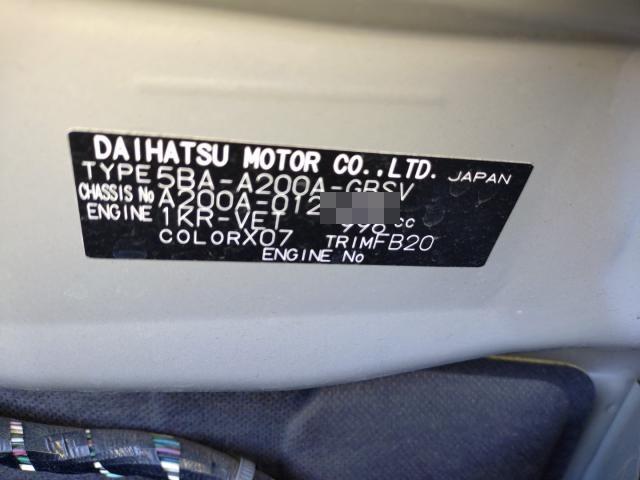 DAIHATSU MOTOR CO.,LTD. JAPAN
TYPE 5BA-A200A-GBSV
CHASSIS No A200A-012
ENGINE 1KR-VET 996 cc
COLOR X07 TRIM FB20
ENGINE No